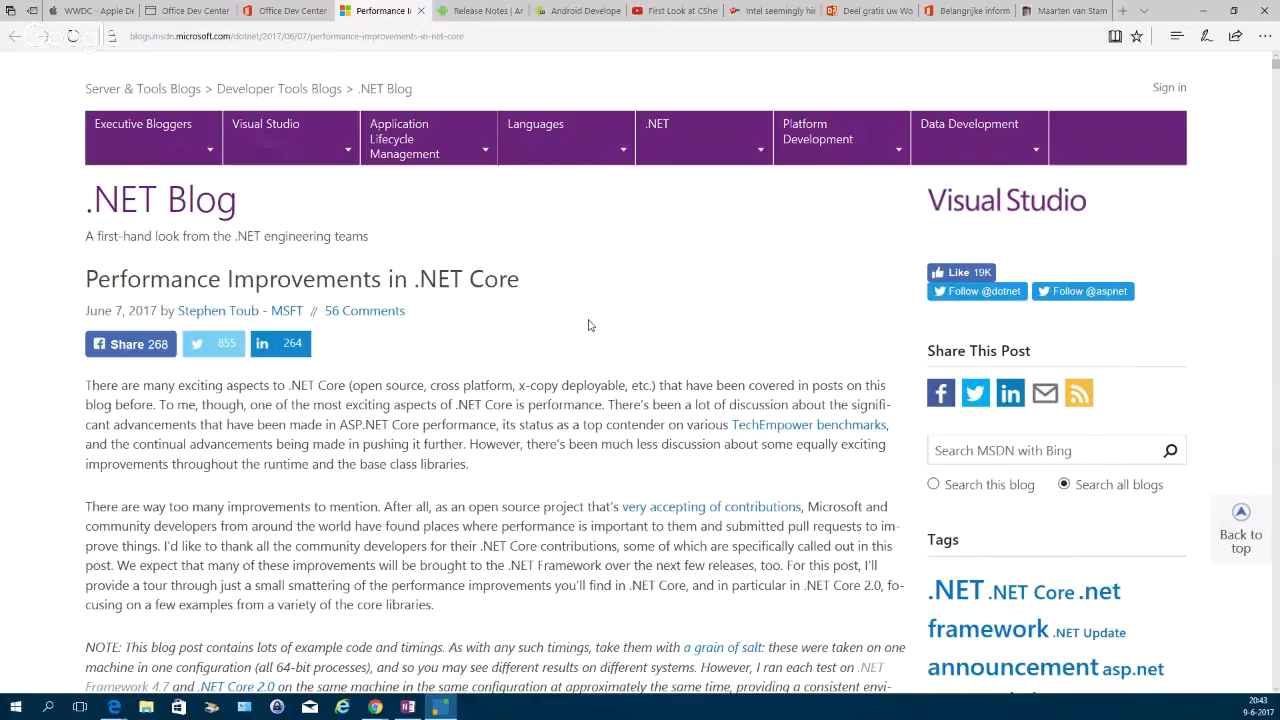 WWDC - Apple De
Office Dev Center
Office Dev Center
Performance I
Release Notes | Ar
Android Develope
First Look at CShe
Intel seemingly hi
Deel gratis uw Wo
Belangrijke inform
Maarten van Stam
blogs.msdn.microsoft.com/dotnet/2017/06/07/performance-improvements-in-net-core
Server & Tools Blogs > Developer Tools Blogs > .NET Blog
Sign in
Executive Bloggers
Visual Studio
Application
Lifecycle
Management
Languages
.NET
Platform
Development
Data Development
.NET Blog
A first-hand look from the .NET engineering teams
Performance Improvements in .NET Core
June 7, 2017 by Stephen Toub - MSFT // 56 Comments
Share 268
855
in 264
There are many exciting aspects to .NET Core (open source, cross platform, x-copy deployable, etc.) that have been covered in posts on this
blog before. To me, though, one of the most exciting aspects of .NET Core is performance. There's been a lot of discussion about the signifi-
cant advancements that have been made in ASP.NET Core performance, its status as a top contender on various TechEmpower benchmarks,
and the continual advancements being made in pushing it further. However, there's been much less discussion about some equally exciting
improvements throughout the runtime and the base class libraries.
There are way too many improvements to mention. After all, as an open source project that's very accepting of contributions, Microsoft and
community developers from around the world have found places where performance is important to them and submitted pull requests to im-
prove things. I'd like to thank all the community developers for their .NET Core contributions, some of which are specifically called out in this
post. We expect that many of these improvements will be brought to the .NET Framework over the next few releases, too. For this post, I'll
provide a tour through just a small smattering of the performance improvements you'll find in .NET Core, and in particular in .NET Core 2.0, fo-
cusing on a few examples from a variety of the core libraries.
NOTE: This blog post contains lots of example code and timings. As with any such timings, take them with a grain of salt: these were taken on one
machine in one configuration (all 64-bit processes), and so you may see different results on different systems. However, I ran each test on .NET
Framework 4.7 and .NET Core 2.0 on the same machine in the same configuration at approximately the same time, providing a consistent envi-
Visual Studio
Like 19K
Follow @dotnet
Follow @aspnet
Share This Post
Search MSDN with Bing
Search this blog
Search all blogs
Back to
top
Tags
.NET .NET Core .net
framework .NET Update
announcement asp.net
20:43
9-6-2017